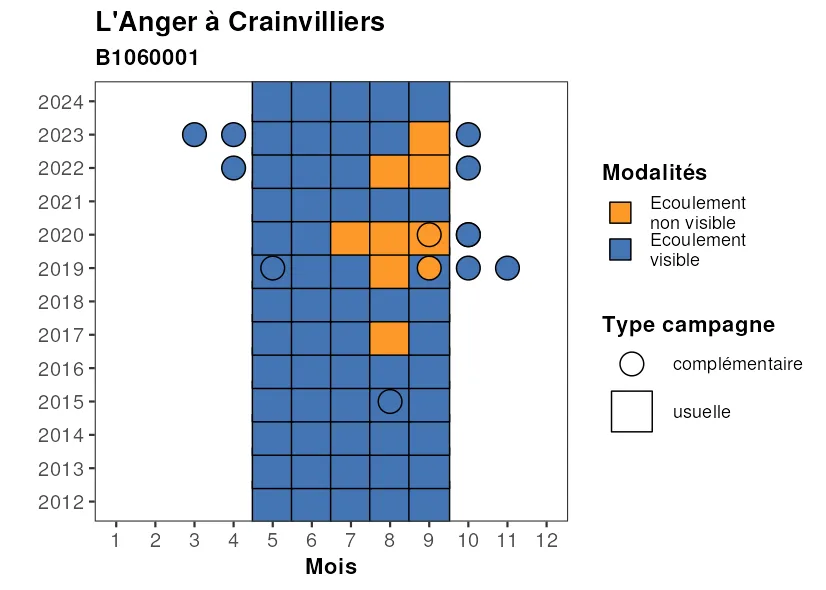 L'Anger à Crainvilliers
B1060001
2024
2023
2022
2021
2020
2019
2018
2017
2016
2015
2014
2013
2012
1 2 3 4 5 6 7 8 9 10 11 12
Mois
Modalités
Ecoulement
non visible
Ecoulement
visible
Type campagne
complémentaire
usuelle